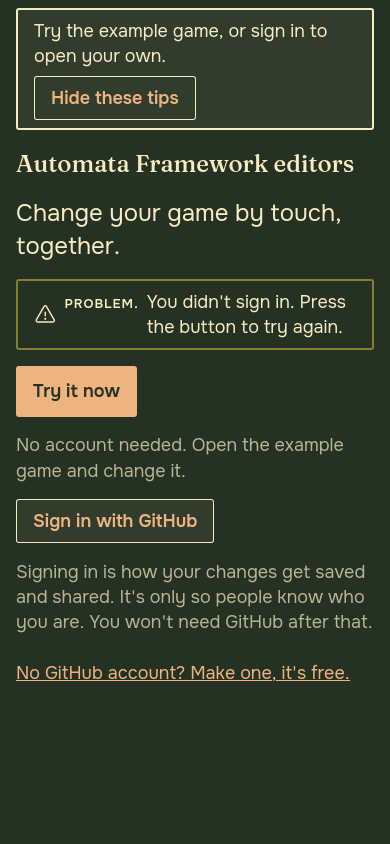 Try the example game, or sign in to
open your own.
Hide these tips
Automata Framework editors
Change your game by touch,
together.
PROBLEM. You didn't sign in. Press
the button to try again.
Try it now
No account needed. Open the example
game and change it.
Sign in with GitHub
Signing in is how your changes get saved
and shared. It's only so people know who
you are. You won't need GitHub after that.
No GitHub account? Make one, it's free.